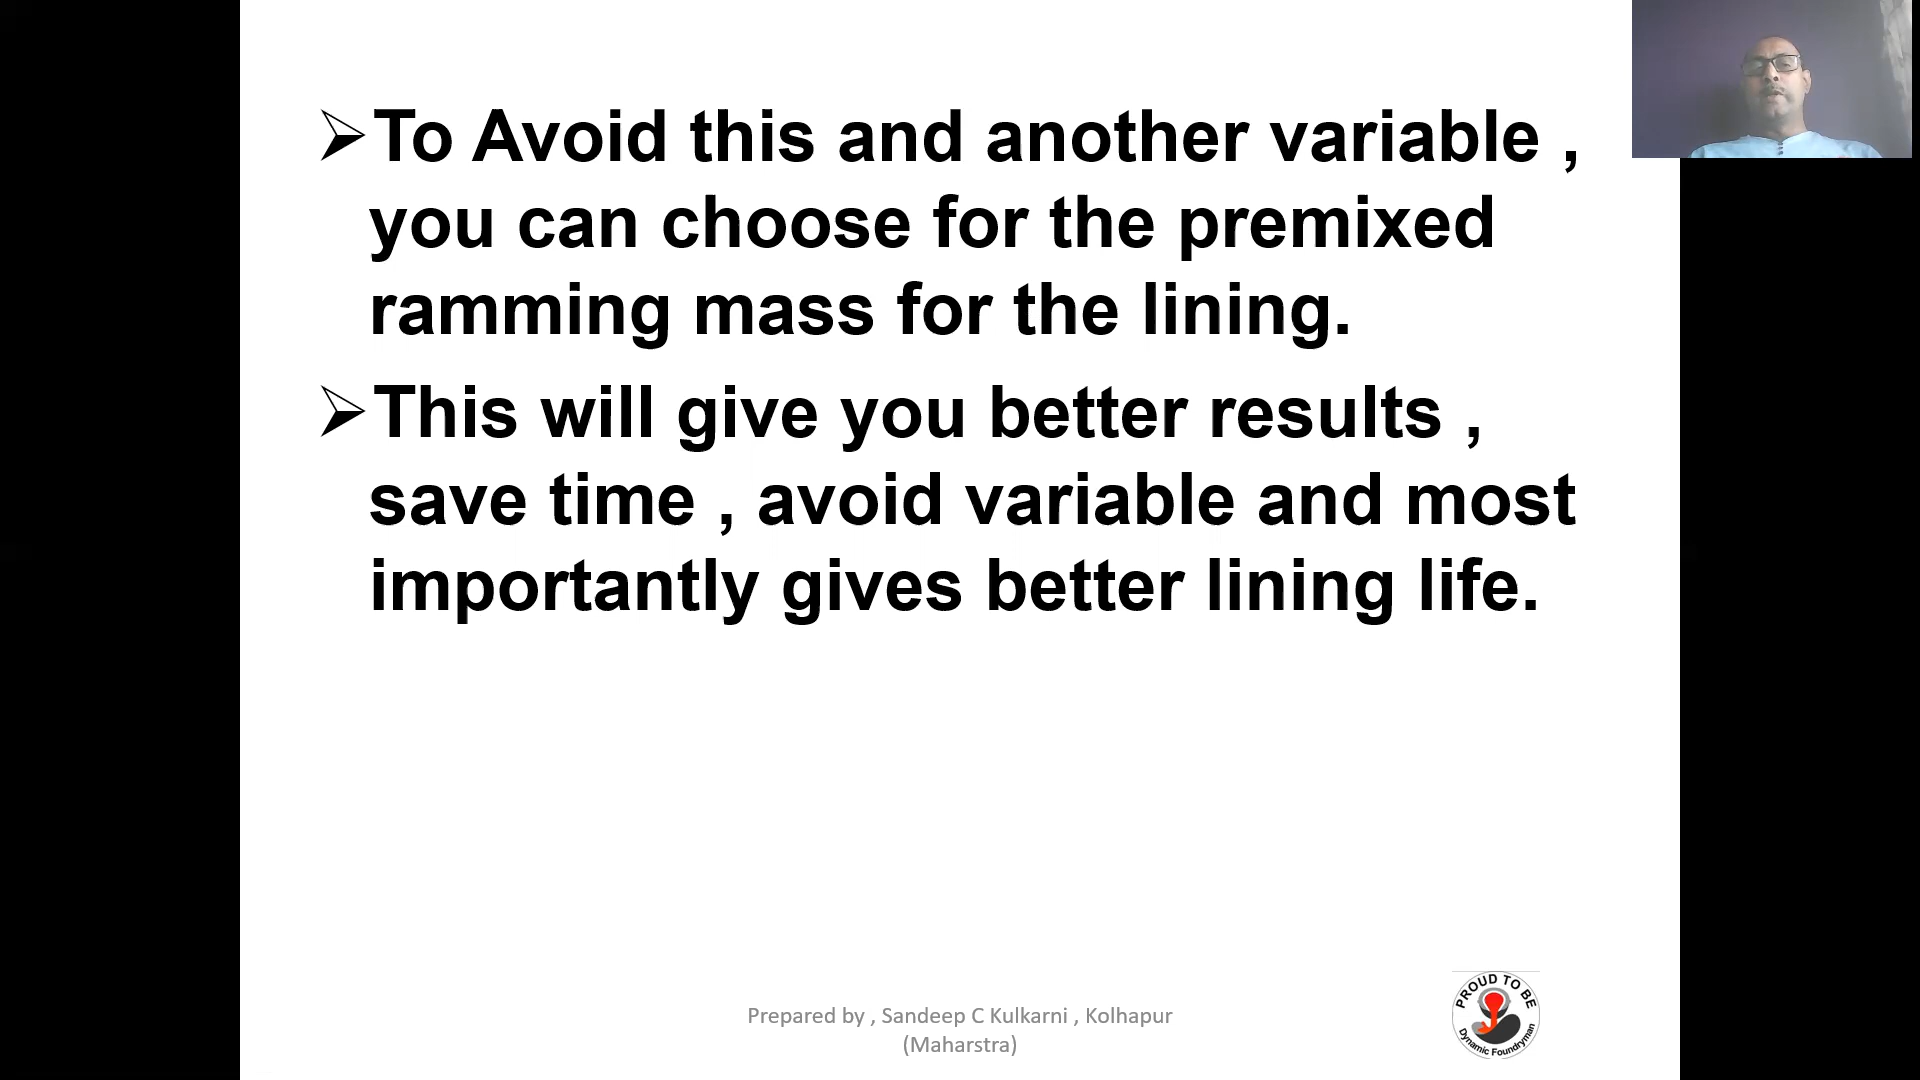 ➢To Avoid this and another variable ,
you can choose for the premixed
ramming mass for the lining.
➢This will give you better results ,
save time , avoid variable and most
importantly gives better lining life.
Prepared by , Sandeep C Kulkarni , Kolhapur
(Maharstra)
PROUD TO BE
Dynamic Foundryman